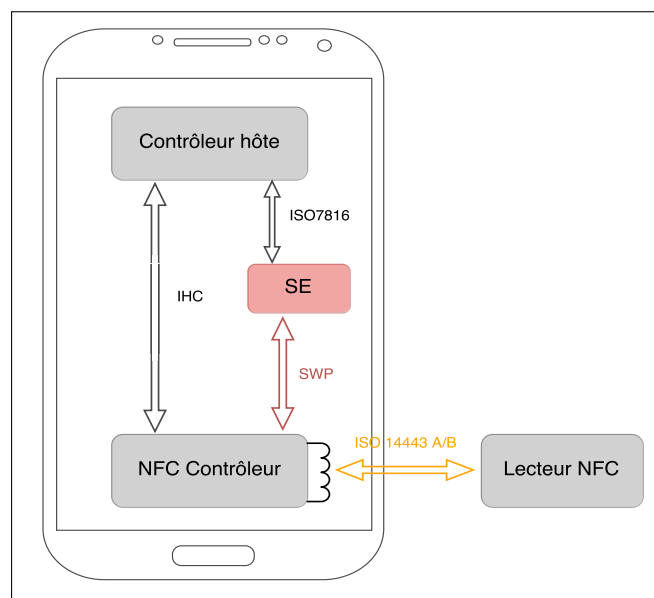 Contrôleur hôte
ISO7816
SE
IHC
SWP
ISO 14443 A/B
NFC Contrôleur
Lecteur NFC